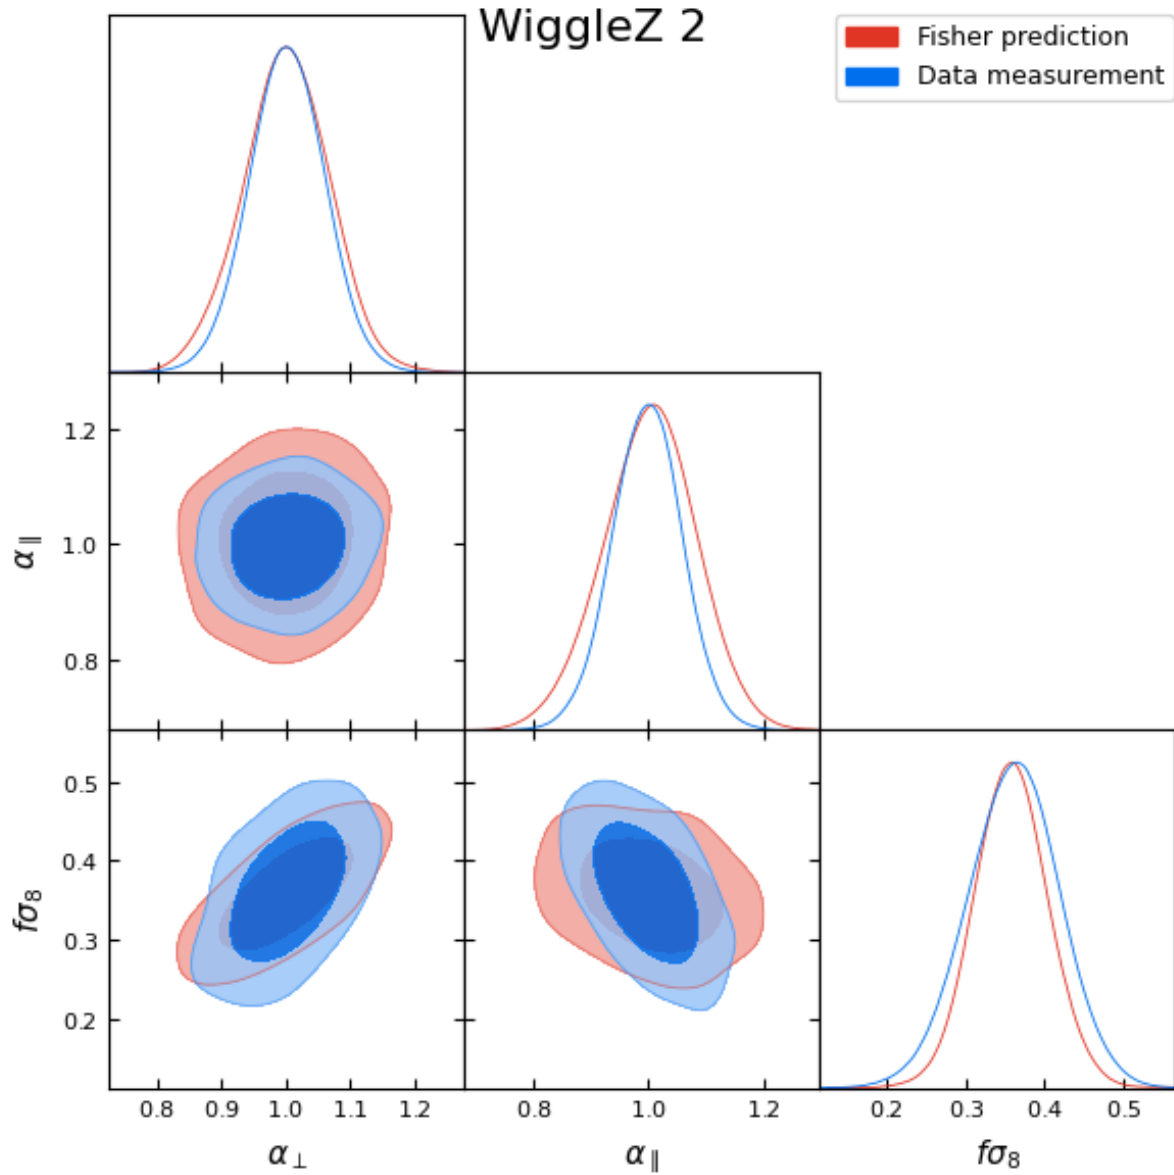 WiggleZ 2
Fisher prediction
Data measurement
1.2
1.0
0.8
α∥
0.5
0.4
0.3
0.2
fσ₈
0.8 0.9 1.0 1.1 1.2
0.8 1.0 1.2
0.2 0.3 0.4 0.5
α⊥
α∥
fσ₈